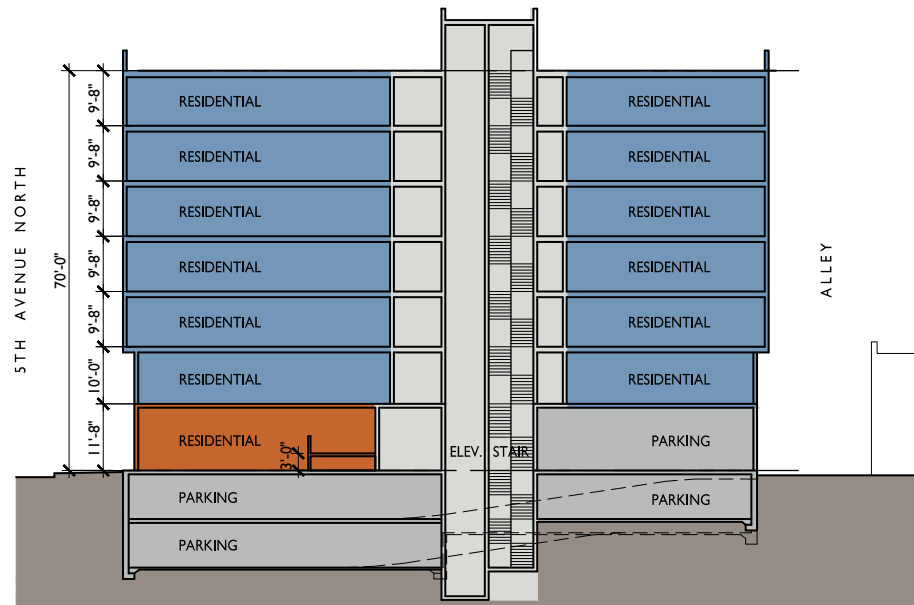 RESIDENTIAL RESIDENTIAL
9'-8"
RESIDENTIAL RESIDENTIAL
9'-8"
RESIDENTIAL RESIDENTIAL
9'-8"
RESIDENTIAL RESIDENTIAL
9'-8"
RESIDENTIAL RESIDENTIAL
9'-8"
RESIDENTIAL RESIDENTIAL
10'-0"
RESIDENTIAL PARKING
11'-8"
3'-0"
ELEV. STAIR
PARKING PARKING
PARKING
70'-0"
5TH AVENUE NORTH
ALLEY